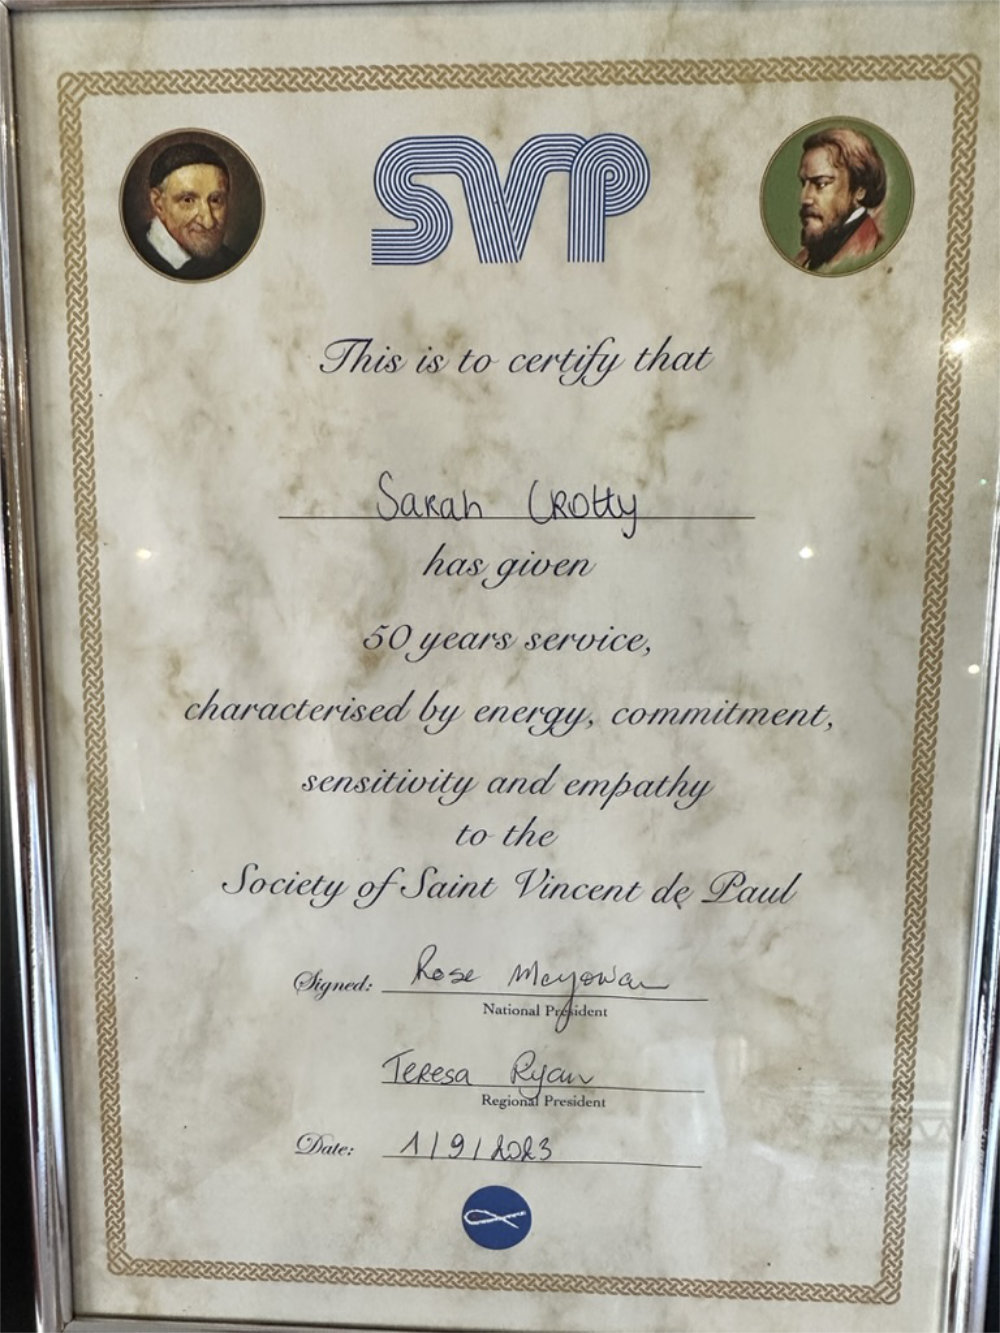 SVP
This is to certify that
Sarah Crotty
has given
50 years service,
characterised by energy, commitment,
sensitivity and empathy
to the
Society of Saint Vincent de Paul
Signed: Rose McGowan
National President
Teresa Ryan
Regional President
Date: 1/9/2023